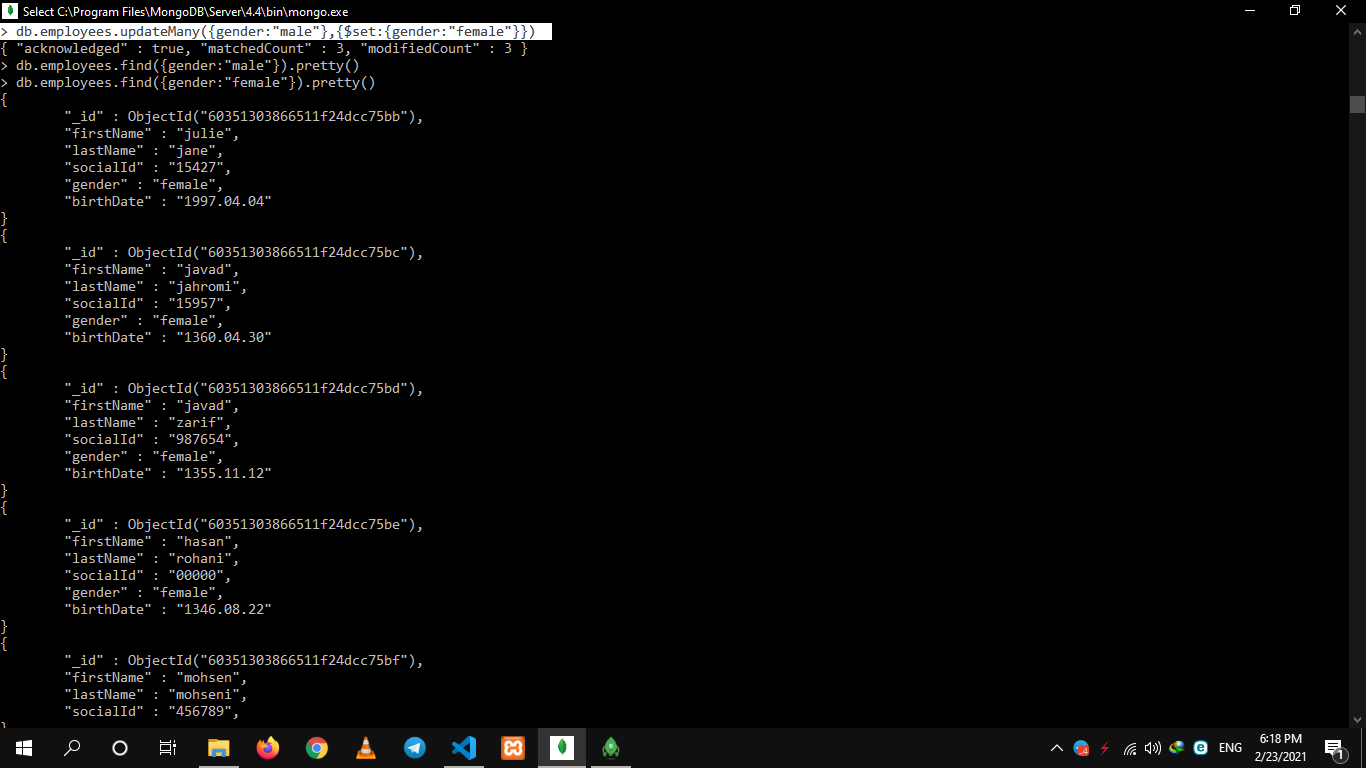 Select C:\Program Files\MongoDB\Server\4.4\bin\mongo.exe
> db.employees.updateMany({gender:"male"},{$set:{gender:"female"}})
{ "acknowledged" : true, "matchedCount" : 3, "modifiedCount" : 3 }
> db.employees.find({gender:"male"}).pretty()
> db.employees.find({gender:"female"}).pretty()
{
"_id" : ObjectId("60351303866511f24dcc75bb"),
"firstName" : "julie",
"lastName" : "jane",
"socialId" : "15427",
"gender" : "female",
"birthDate" : "1997.04.04"
}
{
"_id" : ObjectId("60351303866511f24dcc75bc"),
"firstName" : "javad",
"lastName" : "jahromi",
"socialId" : "15957",
"gender" : "female",
"birthDate" : "1360.04.30"
}
{
"_id" : ObjectId("60351303866511f24dcc75bd"),
"firstName" : "javad",
"lastName" : "zarif",
"socialId" : "987654",
"gender" : "female",
"birthDate" : "1355.11.12"
}
{
"_id" : ObjectId("60351303866511f24dcc75be"),
"firstName" : "hasan",
"lastName" : "rohani",
"socialId" : "00000",
"gender" : "female",
"birthDate" : "1346.08.22"
}
{
"_id" : ObjectId("60351303866511f24dcc75bf"),
"firstName" : "mohsen",
"lastName" : "mohseni",
"socialId" : "456789",
}
4
ENG
6:18 PM
2/23/2021
1